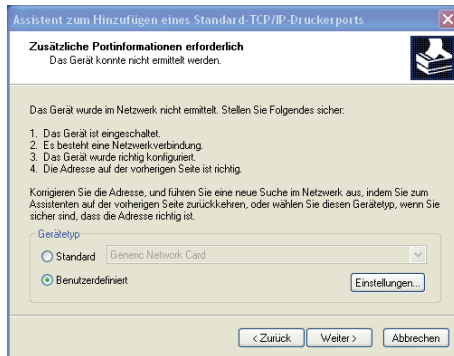 Assistent zum Hinzufügen eines Standard-TCP/IP-Druckerports
Zusätzliche Portinformationen erforderlich
Das Gerät konnte nicht ermittelt werden.
Das Gerät wurde im Netzwerk nicht ermittelt. Stellen Sie Folgendes sicher:
1. Das Gerät ist eingeschaltet.
2. Es besteht eine Netzwerkverbindung.
3. Das Gerät wurde richtig konfiguriert.
4. Die Adresse auf der vorherigen Seite ist richtig.
Korrigieren Sie die Adresse, und führen Sie eine neue Suche im Netzwerk aus, indem Sie zum
Assistenten auf der vorherigen Seite zurückkehren, oder wählen Sie diesen Gerätetyp, wenn Sie
sicher sind, dass die Adresse richtig ist.
Gerätetyp
Standard Generic Network Card
Benutzerdefiniert Einstellungen...
< Zurück Weiter > Abbrechen